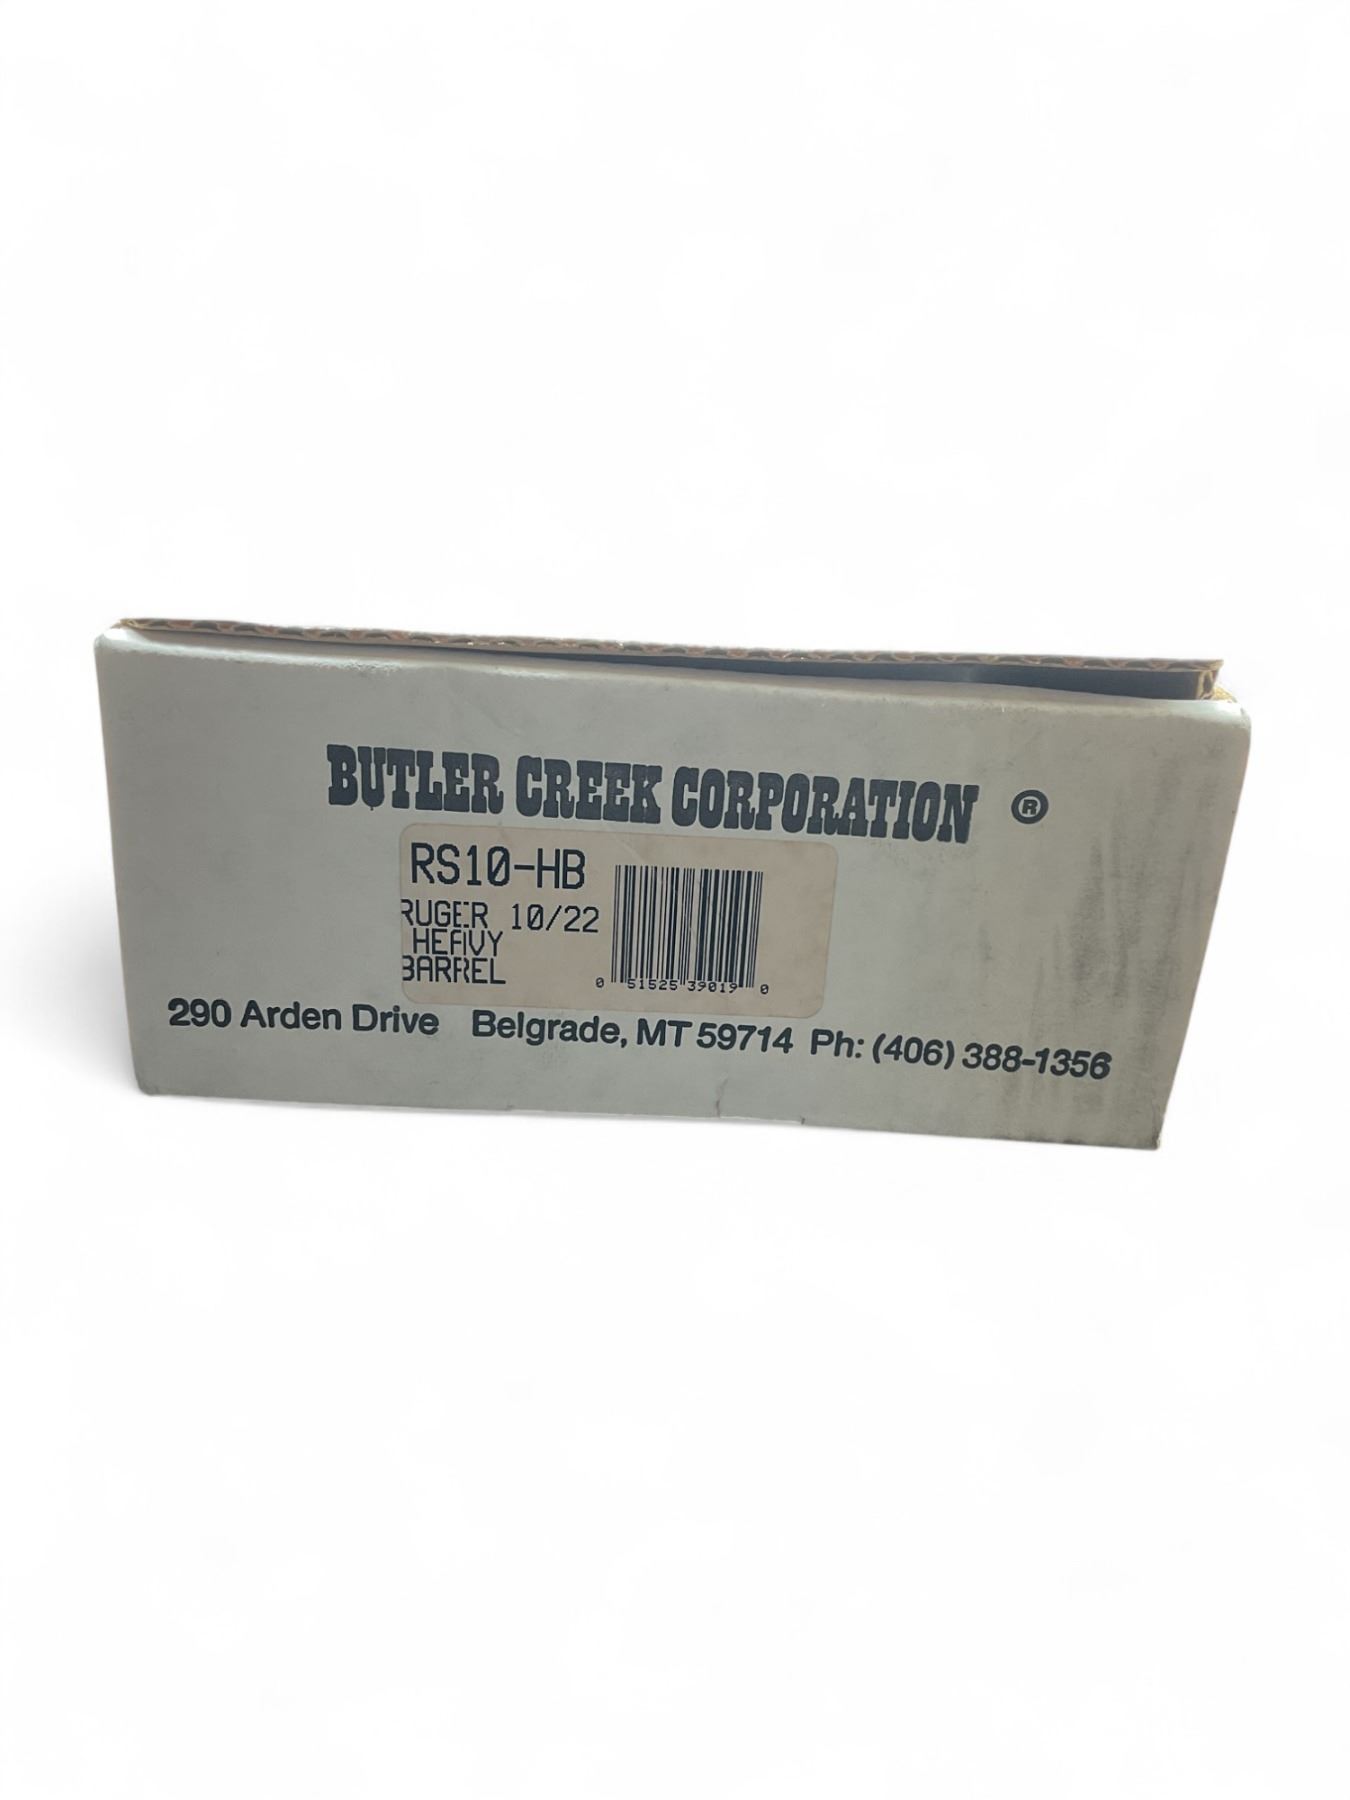 BUTLER CREEK CORPORATION ®
RS10-HB
RUGER 10/22
HEAVY
BARREL
0 51525 39019 0
290 Arden Drive Belgrade, MT 59714 Ph: (406) 388-1356